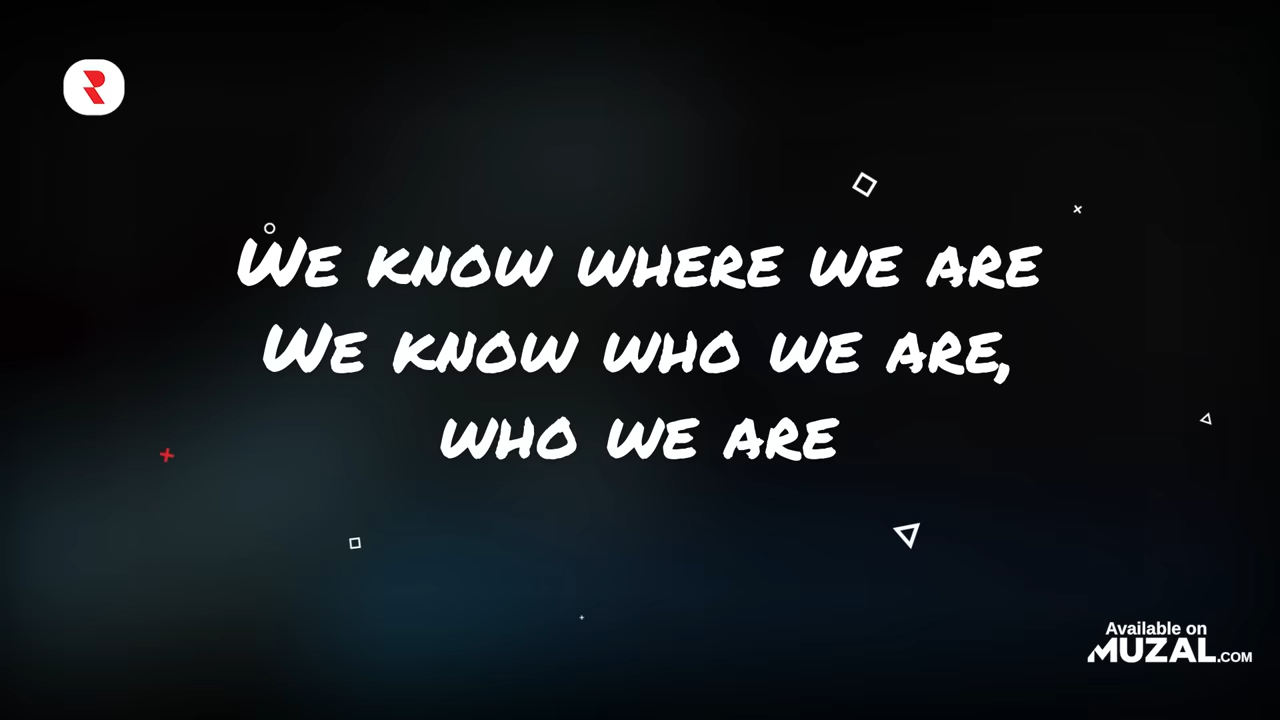 We know where we are
We know who we are,
who we are
Available on
MUZAL.COM